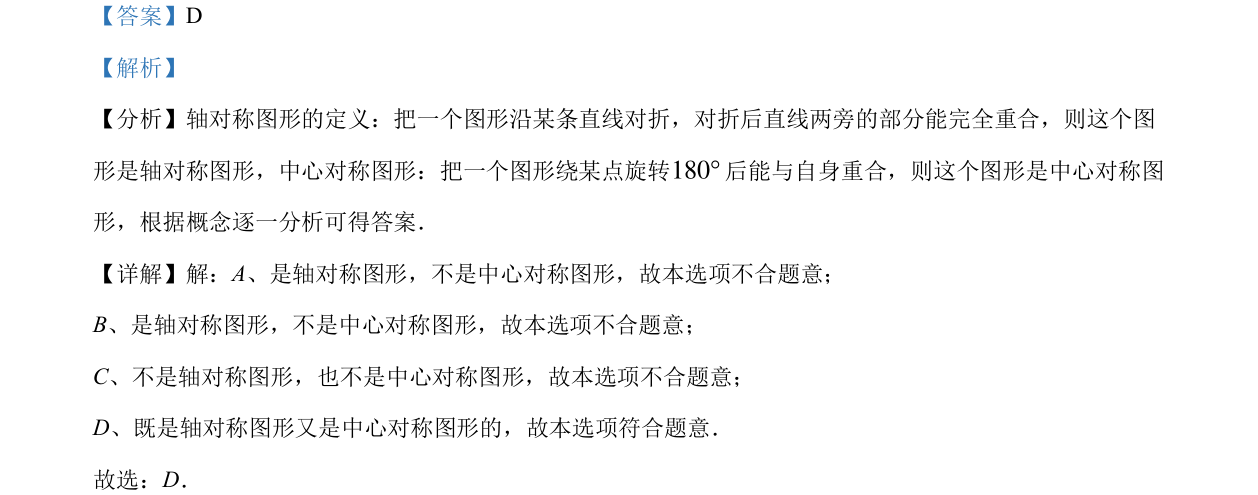 【答案】D
【解析】
【分析】轴对称图形的定义：把一个图形沿某条直线对折，对折后直线两旁的部分能完全重合，则这个图
形是轴对称图形，中心对称图形：把一个图形绕某点旋转180°后能与自身重合，则这个图形是中心对称图
形，根据概念逐一分析可得答案．
【详解】解：A、是轴对称图形，不是中心对称图形，故本选项不合题意；
B、是轴对称图形，不是中心对称图形，故本选项不合题意；
C、不是轴对称图形，也不是中心对称图形，故本选项不合题意；
D、既是轴对称图形又是中心对称图形的，故本选项符合题意．
故选：D．